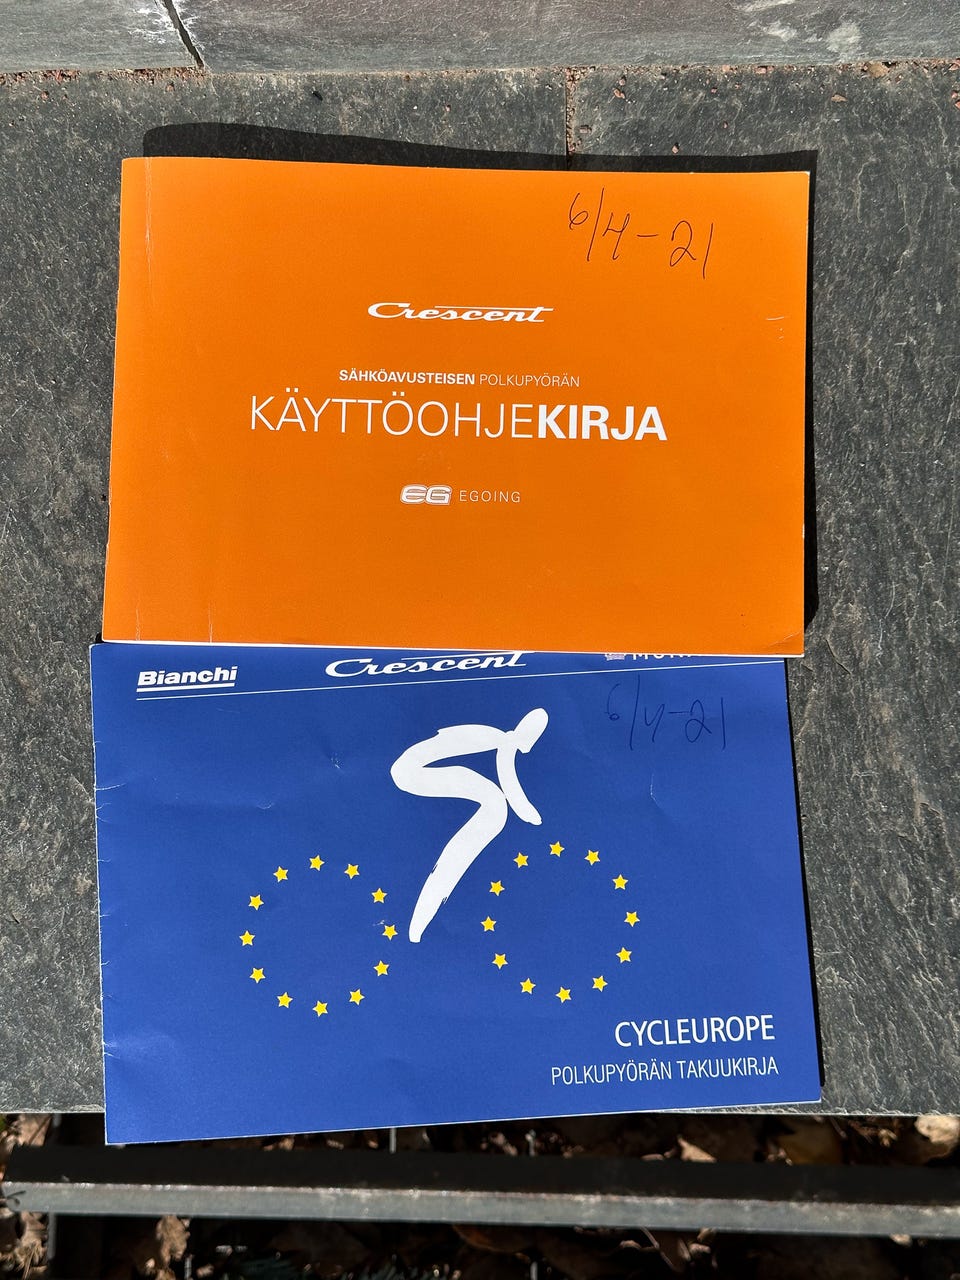 6/4-21
Crescent
SÄHKÖAVUSTEISEN POLKUPYÖRÄN
KÄYTTÖOHJEKIRJA
EG EGOING
Bianchi Crescent
6/4-21
CYCLEUROPE
POLKUPYÖRÄN TAKUUKIRJA